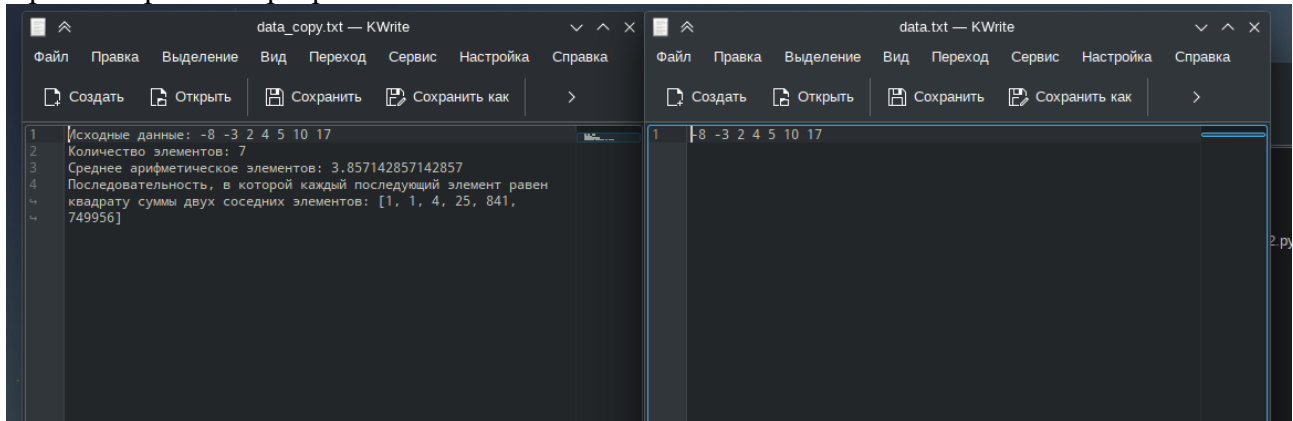 data_copy.txt — KWrite
Файл Правка Выделение Вид Переход Сервис Настройка Справка
Создать Открыть Сохранить Сохранить как
1 Исходные данные: -8 -3 2 4 5 10 17
2 Количество элементов: 7
3 Среднее арифметическое элементов: 3.857142857142857
4 Последовательность, в которой каждый последующий элемент равен
квадрату суммы двух соседних элементов: [1, 1, 4, 25, 841,
749956]
data.txt — KWrite
Файл Правка Выделение Вид Переход Сервис Настройка Справка
Создать Открыть Сохранить Сохранить как
1 -8 -3 2 4 5 10 17
2.py